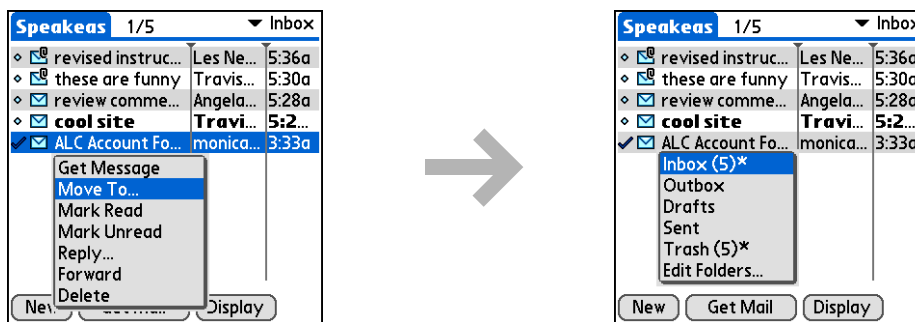 Speakeas 1/5 Inbox
revised instruc... Les Ne... 5:36a
these are funny Travis... 5:30a
review comme... Angela... 5:28a
cool site Travi... 5:2...
ALC Account Fo... monica... 3:33a
Get Message
Move To...
Mark Read
Mark Unread
Reply...
Forward
Delete
New Get Mail Display
Speakeas 1/5 Inbox
revised instruc... Les Ne... 5:36a
these are funny Travis... 5:30a
review comme... Angela... 5:28a
cool site Travi... 5:2...
ALC Account Fo... monica... 3:33a
Inbox (5)*
Outbox
Drafts
Sent
Trash (5)*
Edit Folders...
New Get Mail Display